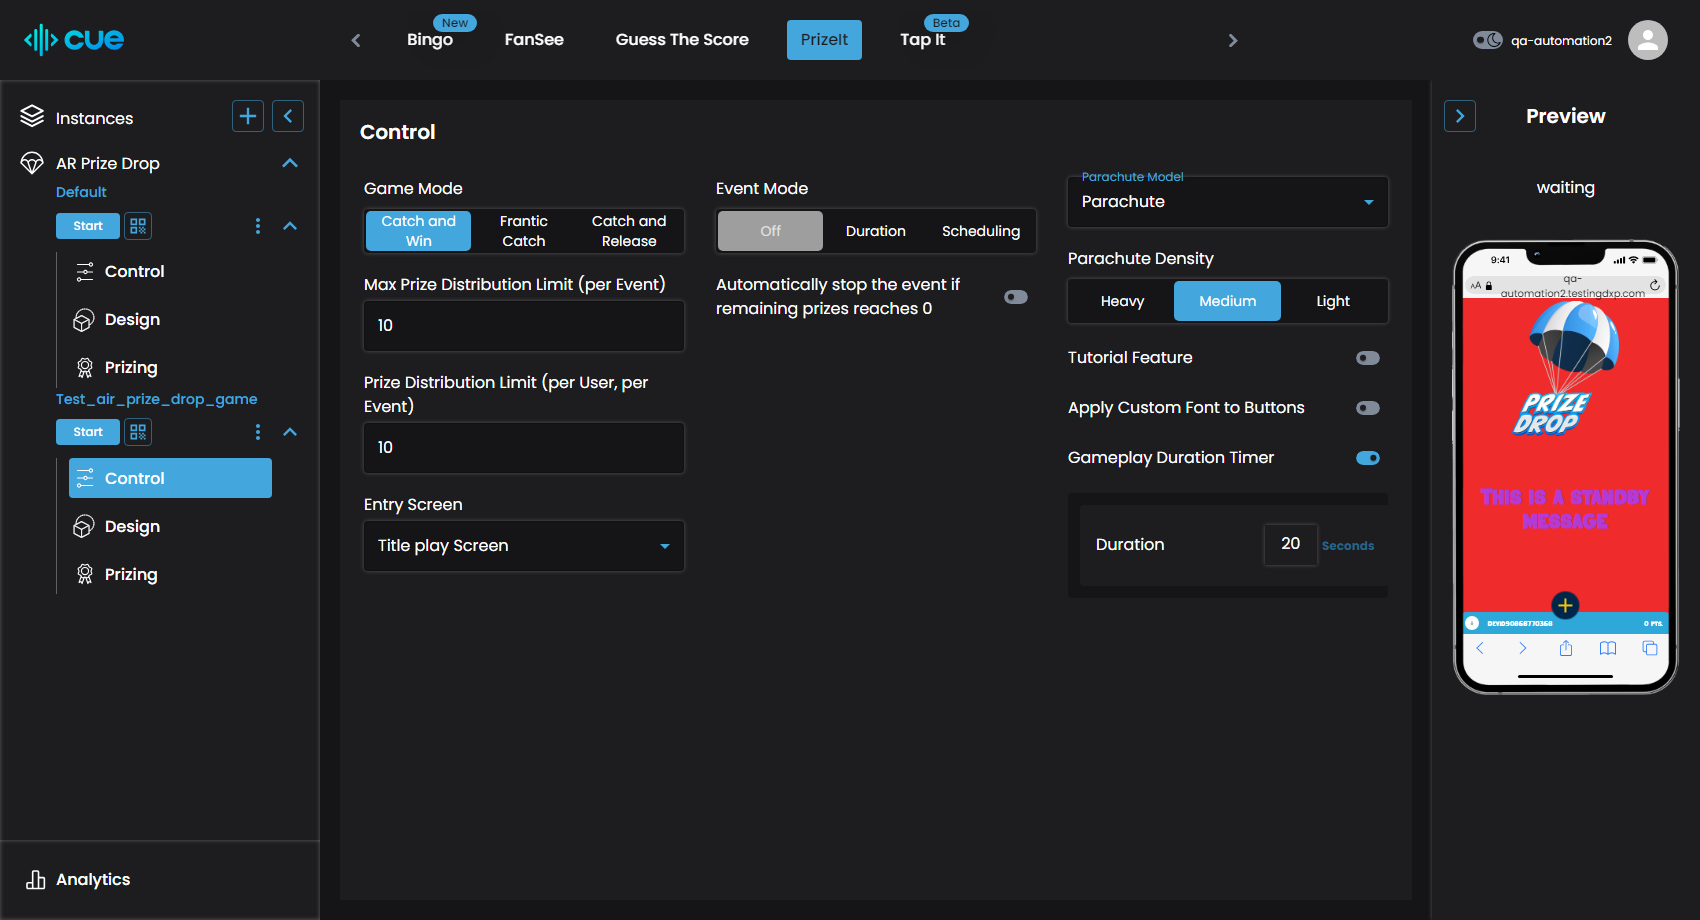 cue
Bingo
New
FanSee
Guess The Score
PrizeIt
Tap It
Beta
qa-automation2
Instances
AR Prize Drop
Default
Start
Control
Design
Prizing
Test_air_prize_drop_game
Start
Control
Design
Prizing
Analytics
Control
Game Mode
Catch and
Win
Frantic
Catch
Catch and
Release
Max Prize Distribution Limit (per Event)
10
Prize Distribution Limit (per User, per
Event)
10
Entry Screen
Title play Screen
Event Mode
Off
Duration
Scheduling
Automatically stop the event if
remaining prizes reaches 0
Parachute Model
Parachute
Parachute Density
Heavy
Medium
Light
Tutorial Feature
Apply Custom Font to Buttons
Gameplay Duration Timer
Duration
20
Seconds
Preview
waiting
9:41
AA
qa-
automation2.testingdxp.com
PRIZE
DROP
This is a standby
message
0 PTS.